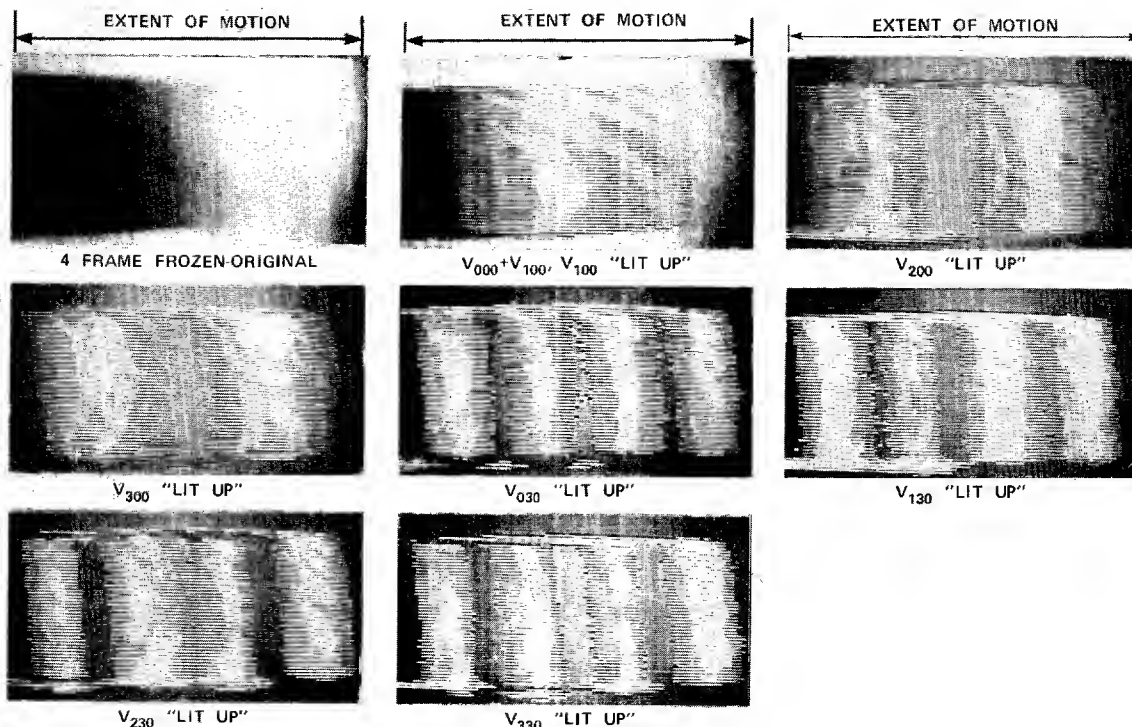 EXTENT OF MOTION
EXTENT OF MOTION
EXTENT OF MOTION
4 FRAME FROZEN-ORIGINAL
V₀₀₀+V₁₀₀, V₁₀₀ "LIT UP"
V₂₀₀ "LIT UP"
V₃₀₀ "LIT UP"
V₀₃₀ "LIT UP"
V₁₃₀ "LIT UP"
V₂₃₀ "LIT UP"
V₃₃₀ "LIT UP"